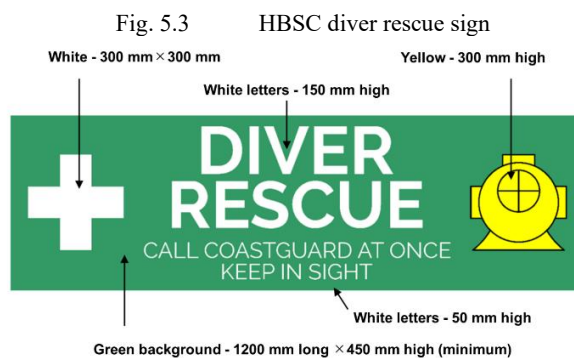 Fig. 5.3 HBSC diver rescue sign
White - 300 mm × 300 mm
Yellow - 300 mm high
White letters - 150 mm high
DIVER
RESCUE
CALL COASTGUARD AT ONCE
KEEP IN SIGHT
White letters - 50 mm high
Green background - 1200 mm long × 450 mm high (minimum)